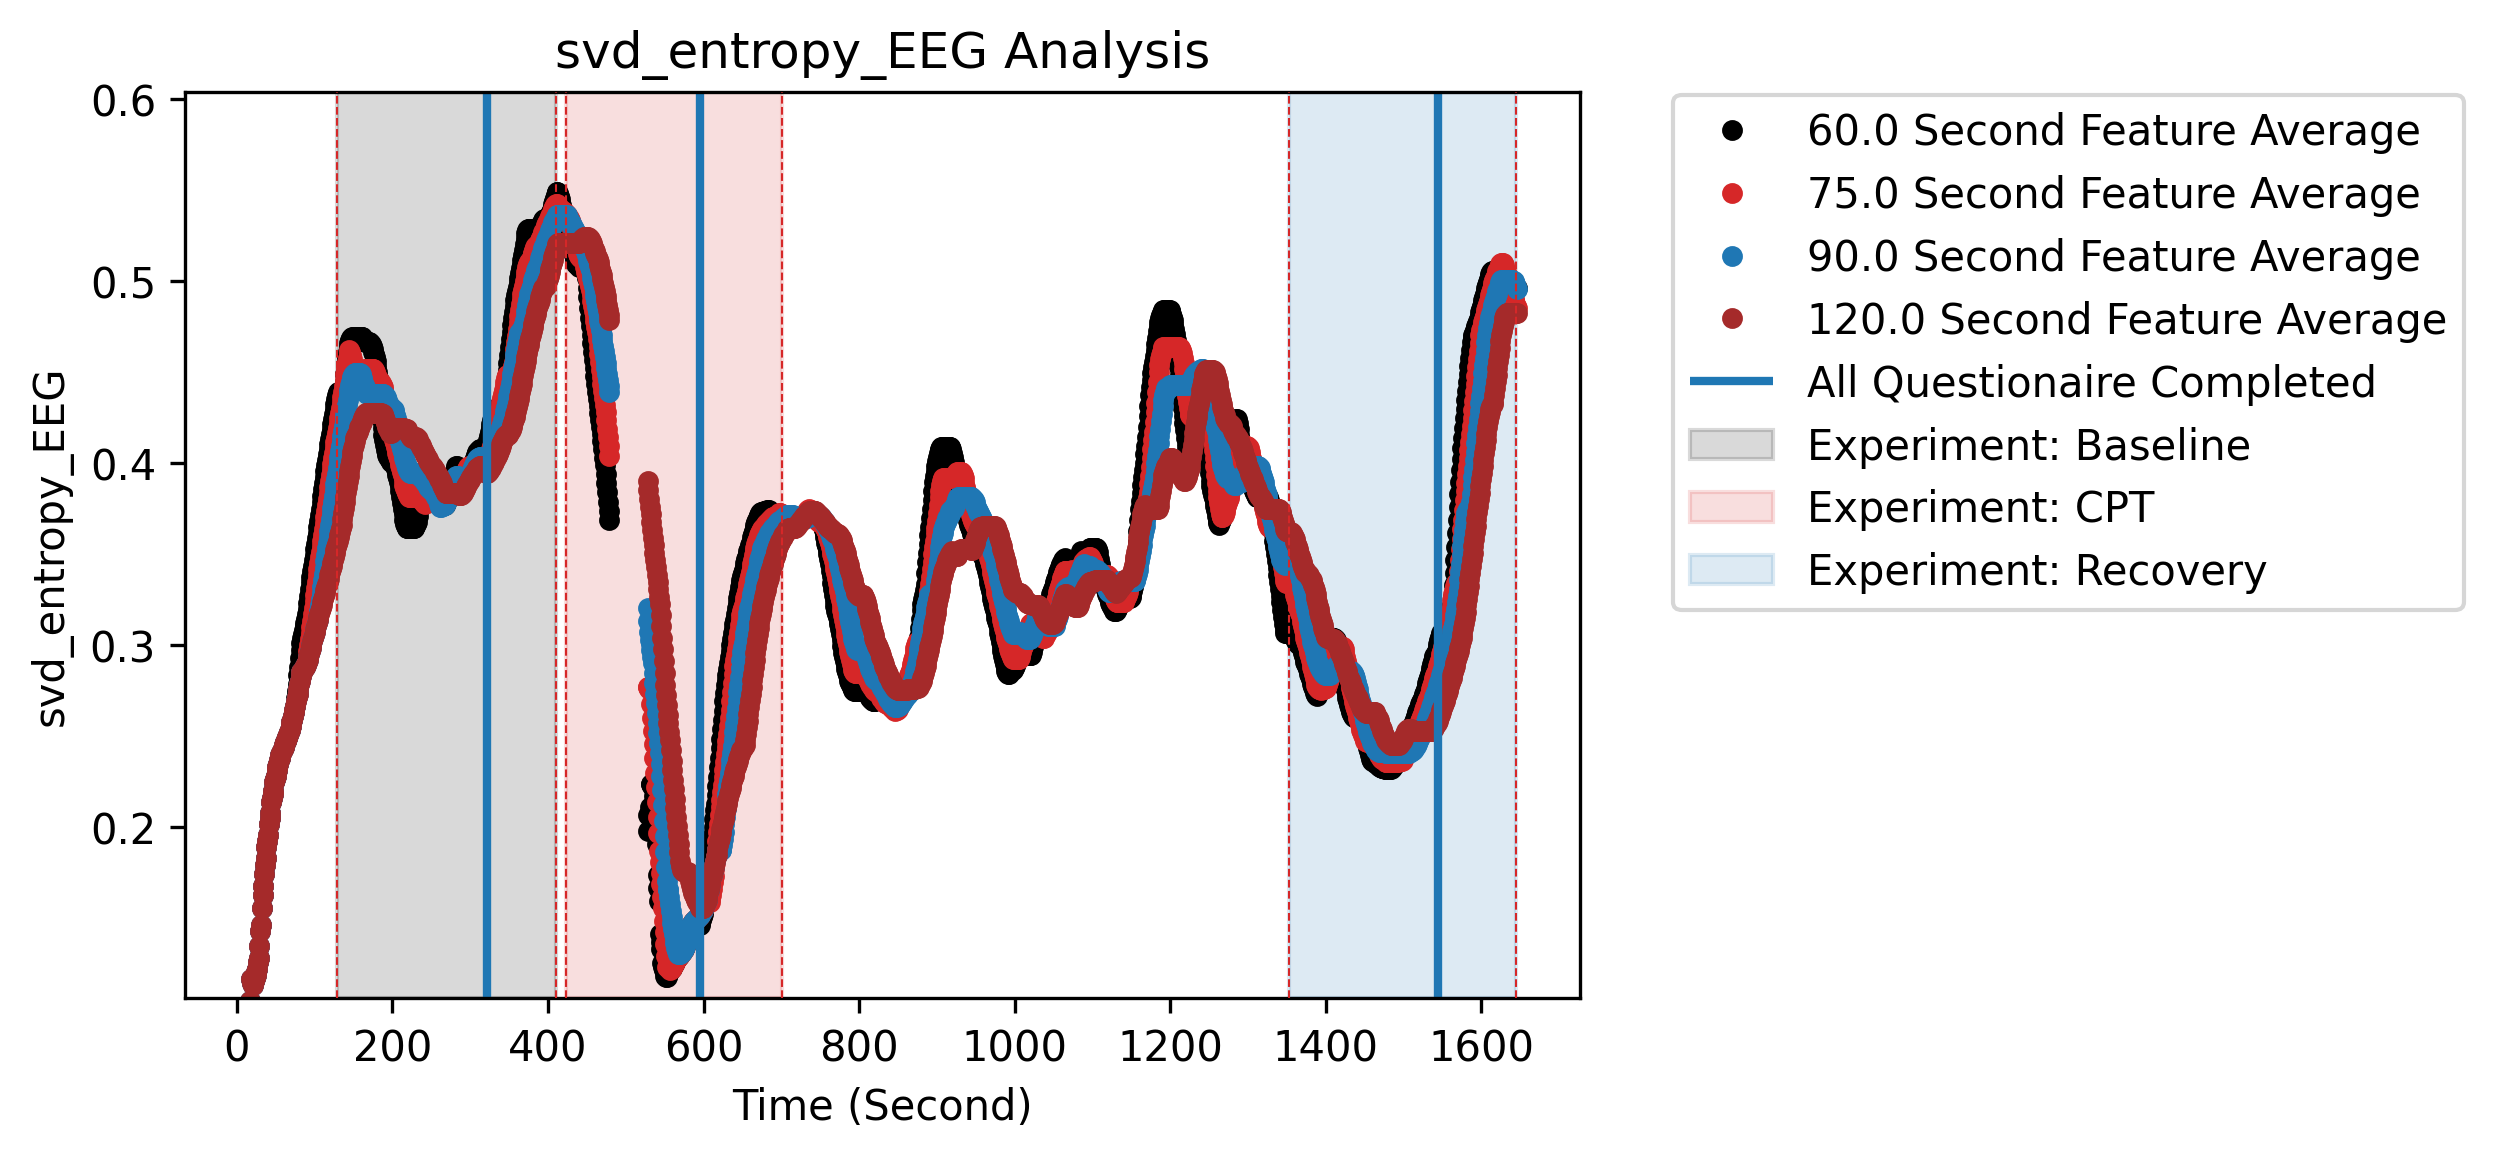 svd_entropy_EEG Analysis
svd_entropy_EEG
0.6
0.5
0.4
0.3
0.2
0 200 400 600 800 1000 1200 1400 1600
Time (Second)
60.0 Second Feature Average
75.0 Second Feature Average
90.0 Second Feature Average
120.0 Second Feature Average
All Questionaire Completed
Experiment: Baseline
Experiment: CPT
Experiment: Recovery